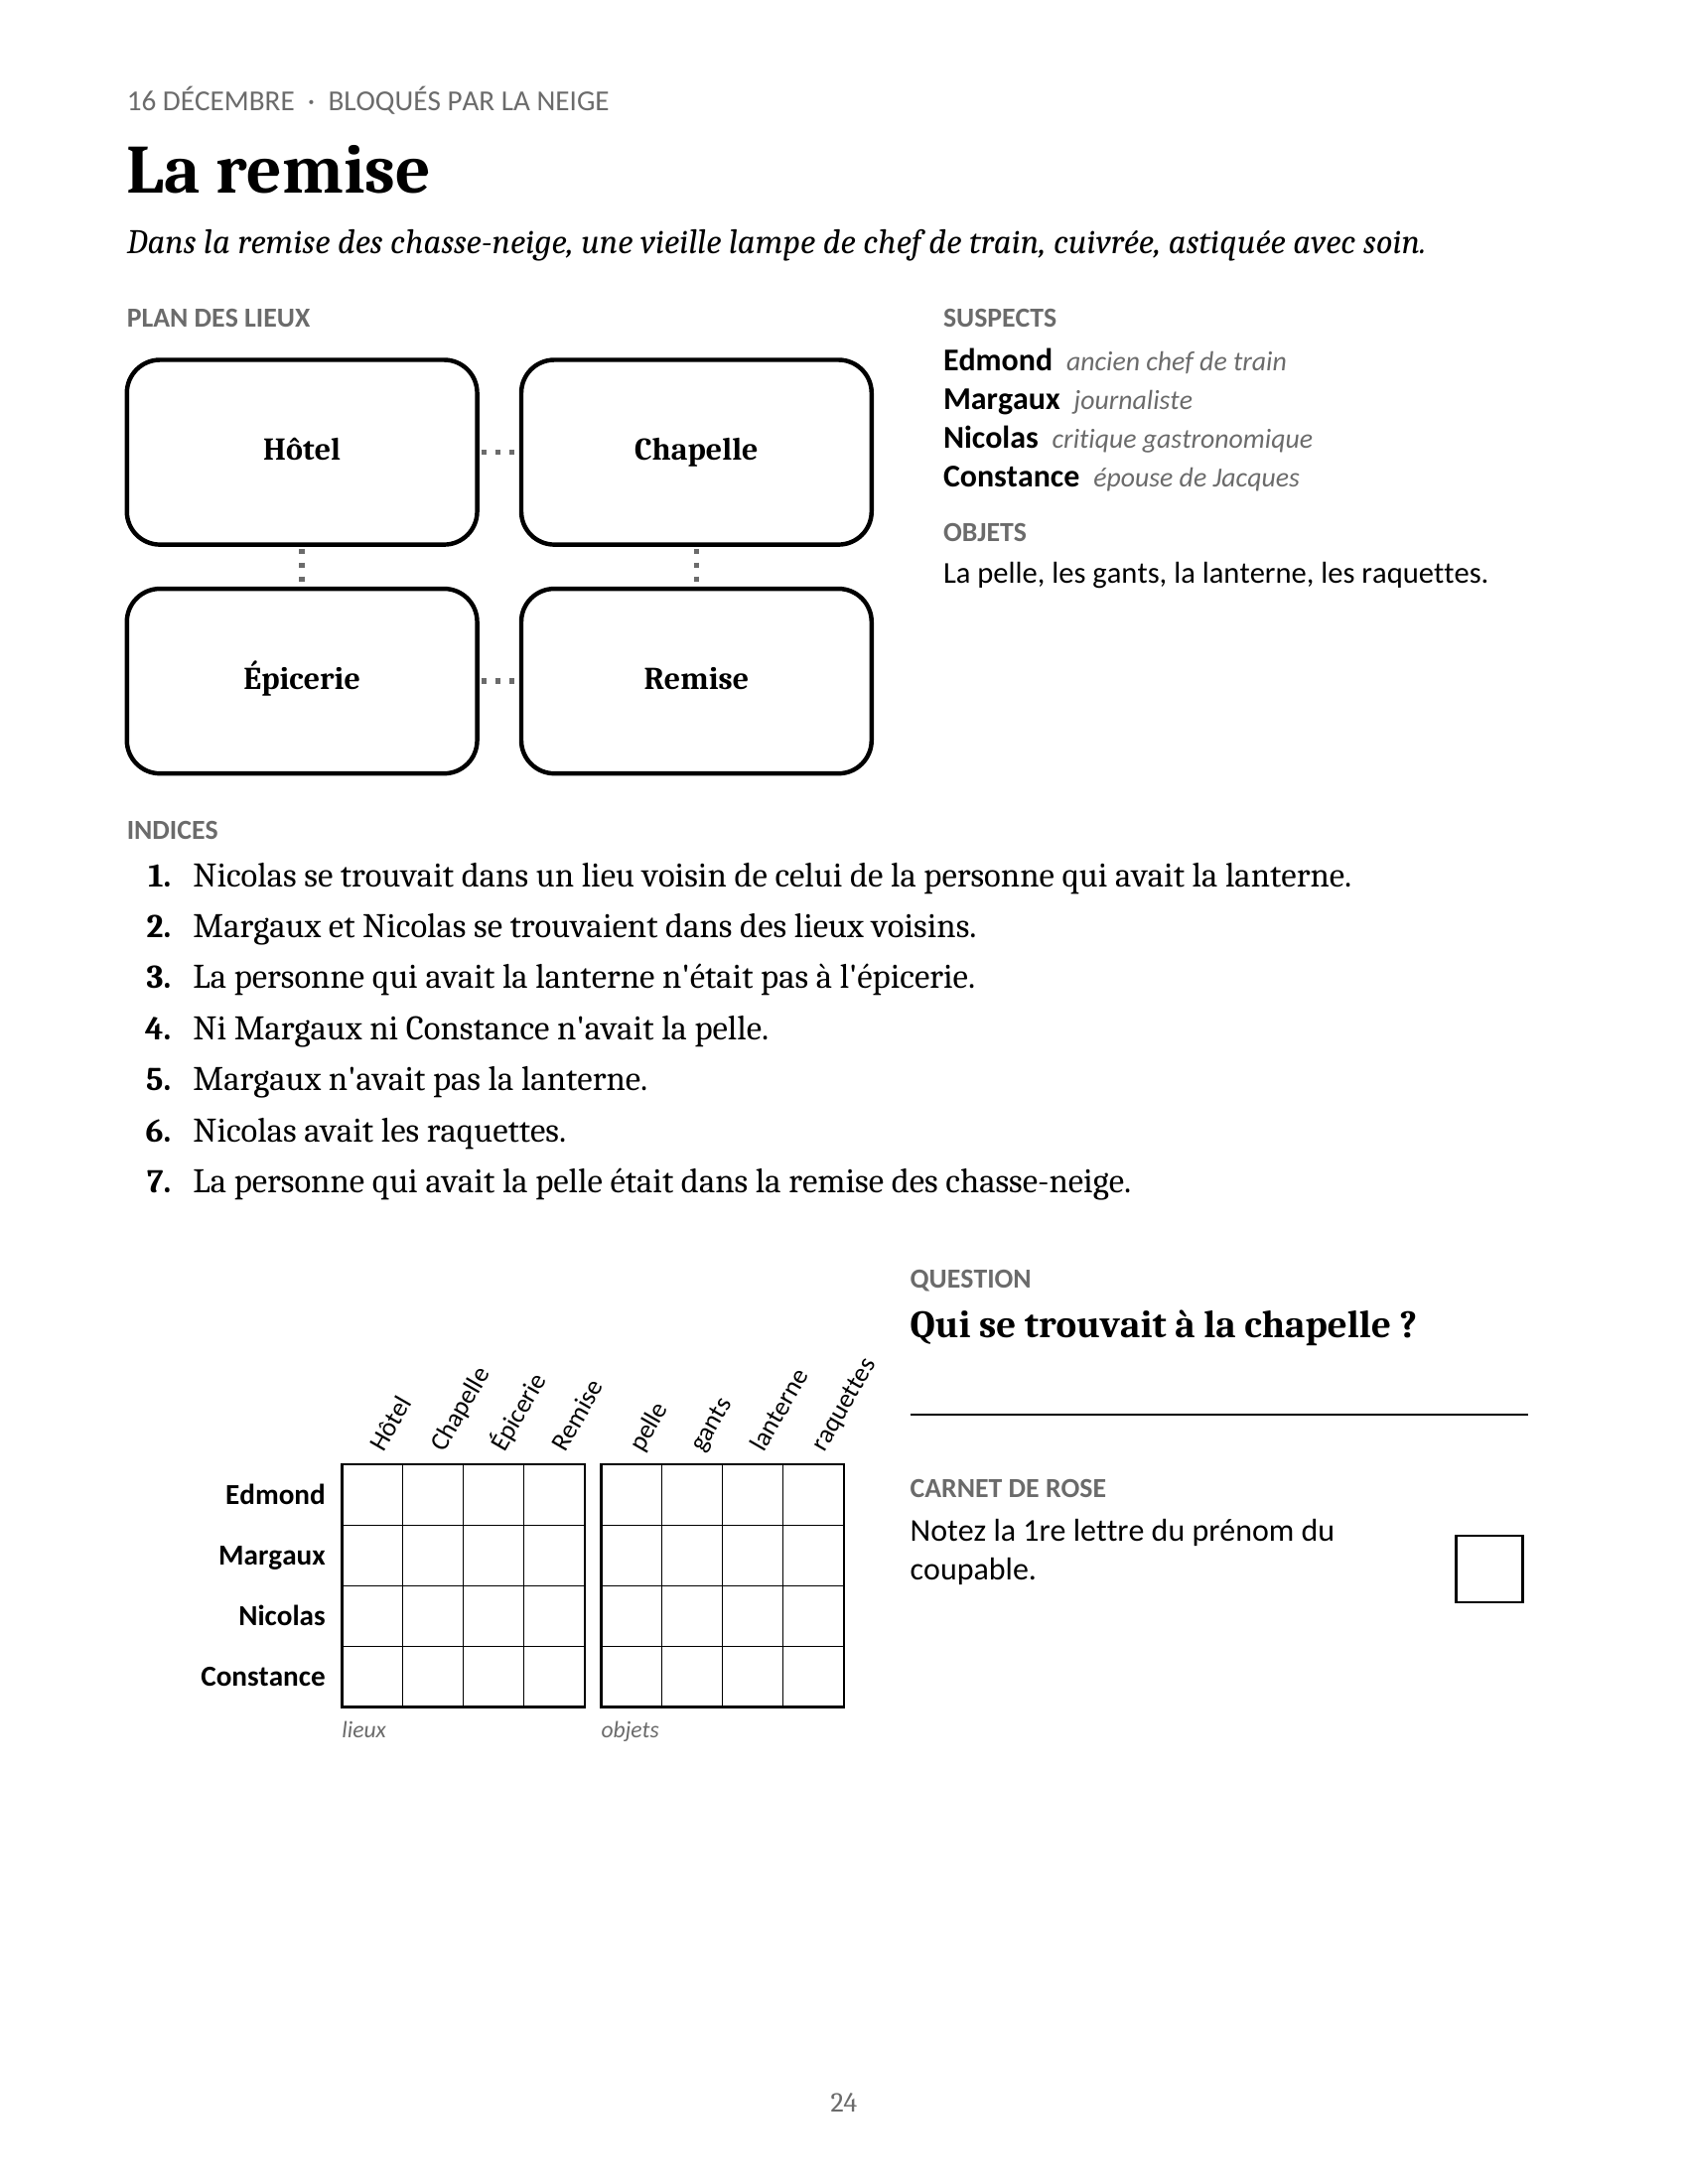 16 DÉCEMBRE · BLOQUÉS PAR LA NEIGE
La remise
Dans la remise des chasse-neige, une vieille lampe de chef de train, cuivrée, astiquée avec soin.
PLAN DES LIEUX
Hôtel
Chapelle
Épicerie
Remise
SUSPECTS
Edmond ancien chef de train
Margaux journaliste
Nicolas critique gastronomique
Constance épouse de Jacques
OBJETS
La pelle, les gants, la lanterne, les raquettes.
INDICES
1. Nicolas se trouvait dans un lieu voisin de celui de la personne qui avait la lanterne.
2. Margaux et Nicolas se trouvaient dans des lieux voisins.
3. La personne qui avait la lanterne n'était pas à l'épicerie.
4. Ni Margaux ni Constance n'avait la pelle.
5. Margaux n'avait pas la lanterne.
6. Nicolas avait les raquettes.
7. La personne qui avait la pelle était dans la remise des chasse-neige.
Hôtel
Chapelle
Épicerie
Remise
pelle
gants
lanterne
raquettes
Edmond
Margaux
Nicolas
Constance
lieux
objets
QUESTION
Qui se trouvait à la chapelle ?
CARNET DE ROSE
Notez la 1re lettre du prénom du
coupable.
24